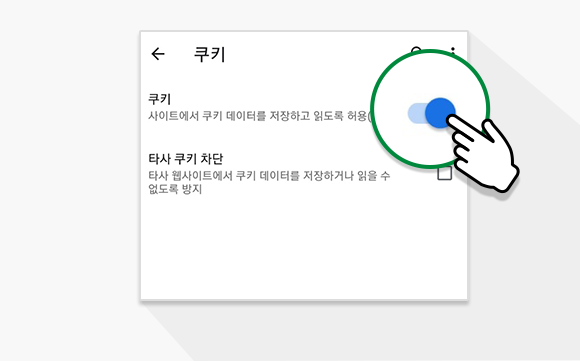 쿠키
쿠키
사이트에서 쿠키 데이터를 저장하고 읽도록 허용(
타사 쿠키 차단
타사 웹사이트에서 쿠키 데이터를 저장하거나 읽을 수
없도록 방지